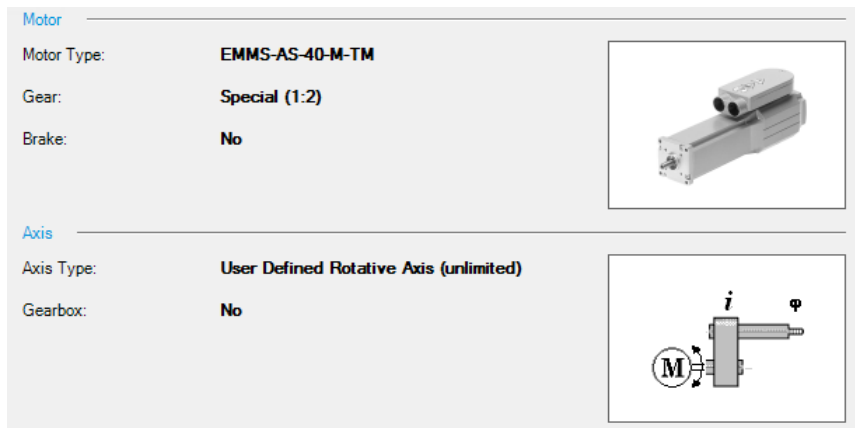 Motor
Motor Type: EMMS-AS-40-M-TM
Gear: Special (1:2)
Brake: No
Axis
Axis Type: User Defined Rotative Axis (unlimited)
Gearbox: No
i φ
M